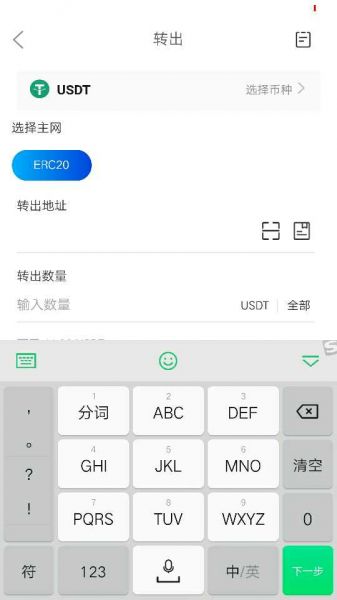 转出
USDT 选择币种
选择主网
ERC20
转出地址
转出数量
输入数量 USDT 全部
1 分词 2 ABC 3 DEF
4 GHI 5 JKL 6 MNO 清空
7 PQRS 8 TUV 9 WXYZ 0
，
。
?
!
符 123 中/英 下一步